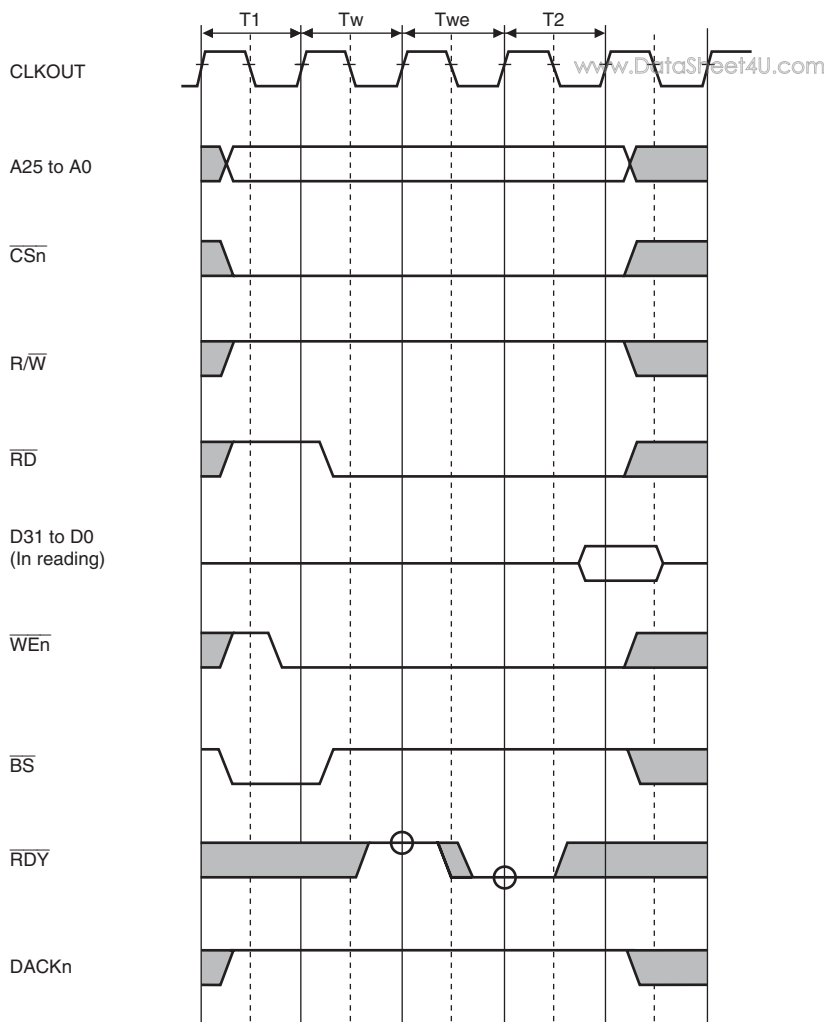 T1 Tw Twe T2
CLKOUT
www.DataSheet4U.com
A25 to A0
CSn
R/W
RD
D31 to D0
(In reading)
WEn
BS
RDY
DACKn